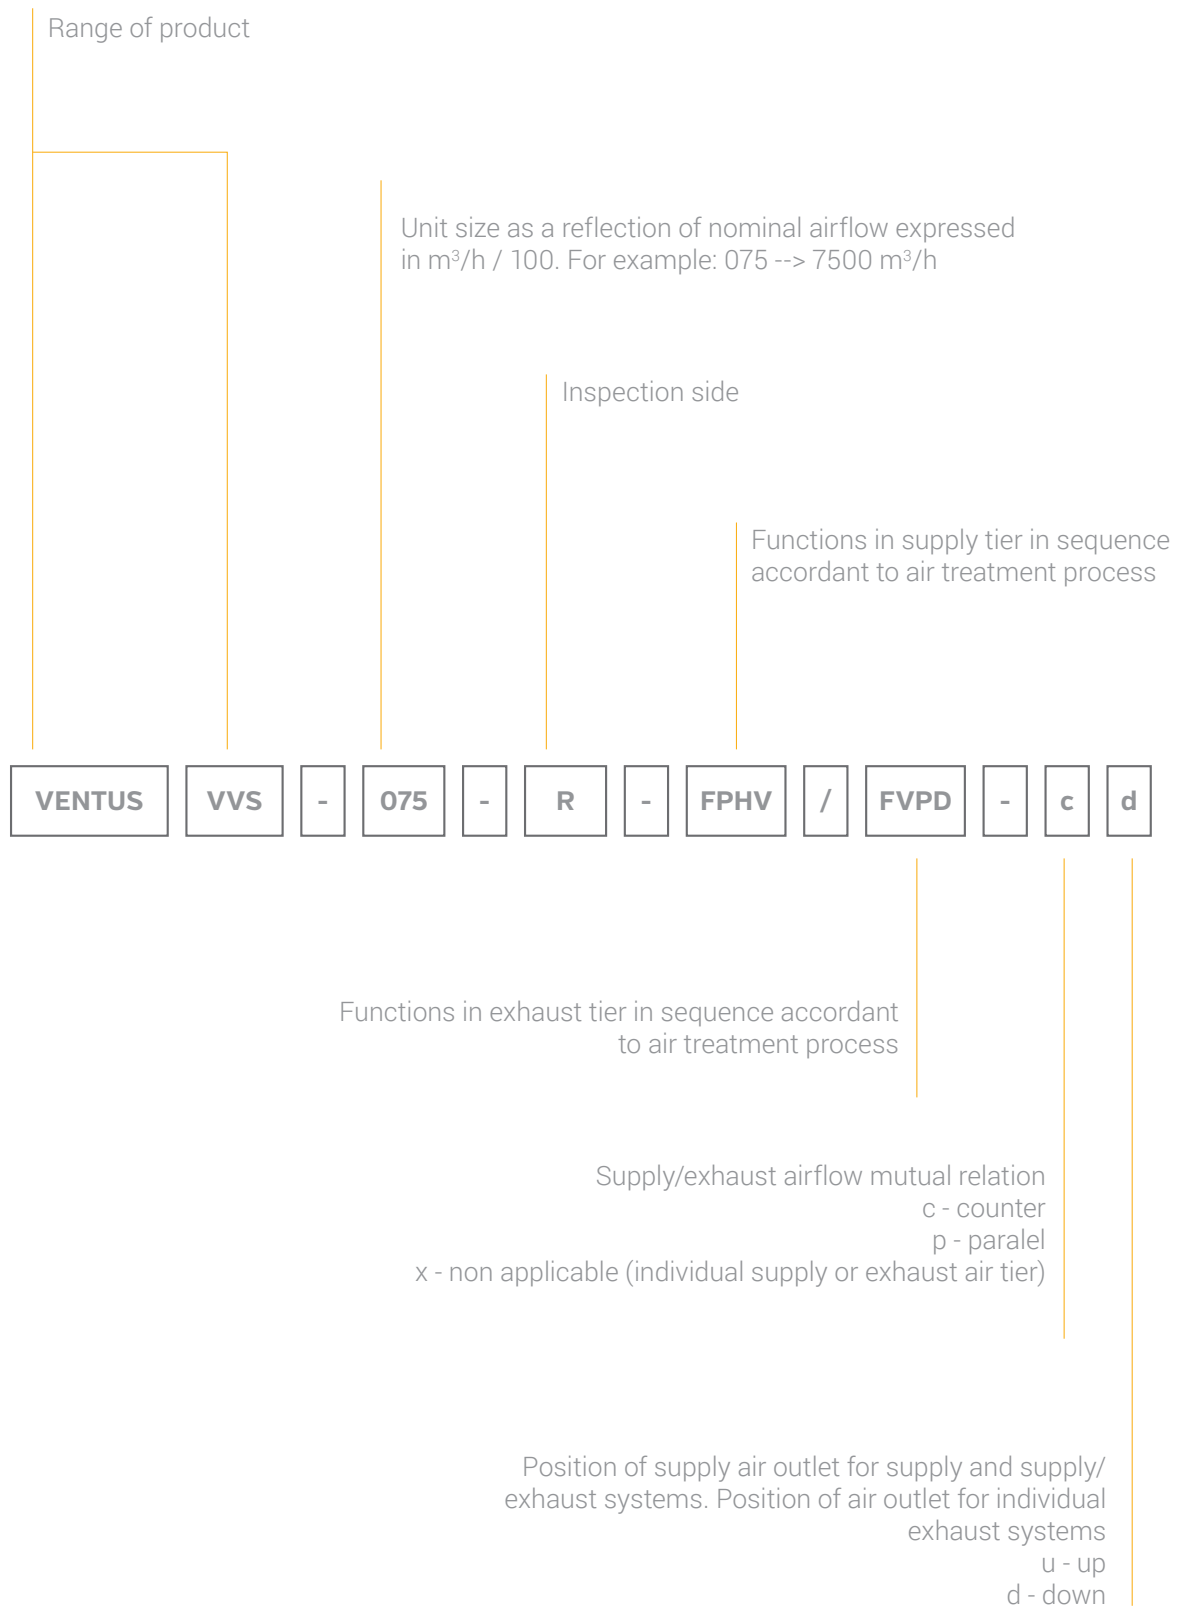 Range of product
Unit size as a reflection of nominal airflow expressed
in m³/h / 100. For example: 075 --> 7500 m³/h
Inspection side
Functions in supply tier in sequence
accordant to air treatment process
VENTUS VVS - 075 - R - FPHV / FVPD - c d
Functions in exhaust tier in sequence accordant
to air treatment process
Supply/exhaust airflow mutual relation
c - counter
p - paralel
x - non applicable (individual supply or exhaust air tier)
Position of supply air outlet for supply and supply/
exhaust systems. Position of air outlet for individual
exhaust systems
u - up
d - down